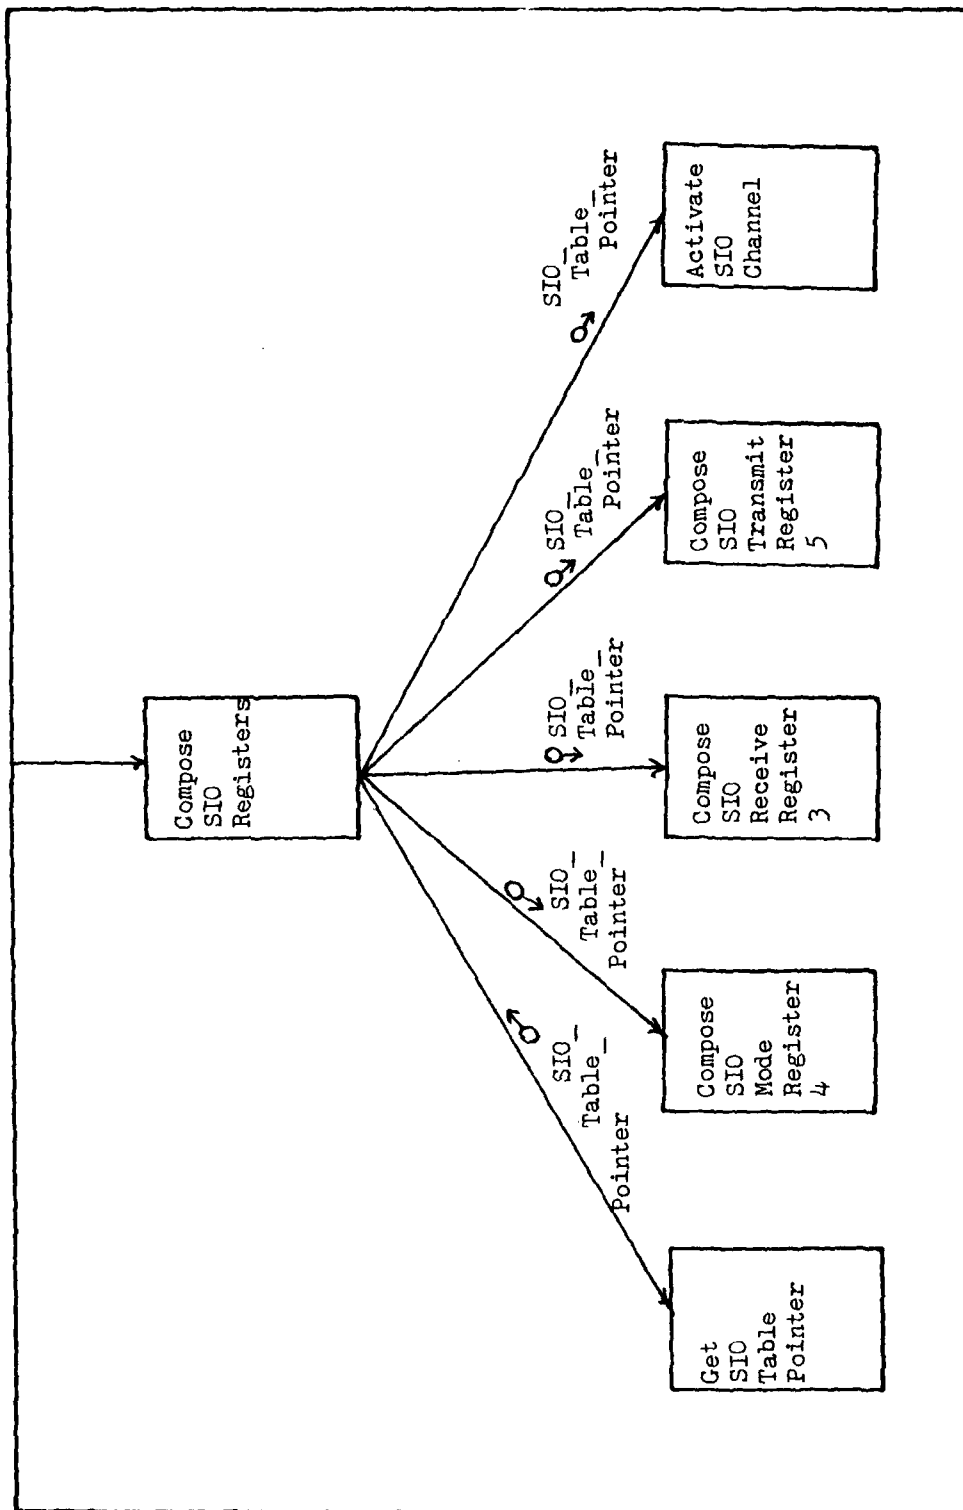 Compose
SIO
Registers
SIO_
Table_
Pointer
SIO_
Table_
Pointer
SIO_
Table_
Pointer
SIO_
Table_
Pointer
SIO_
Table_
Pointer
Get
SIO
Table
Pointer
Compose
SIO
Mode
Register
4
Compose
SIO
Receive
Register
3
Compose
SIO
Transmit
Register
5
Activate
SIO
Channel